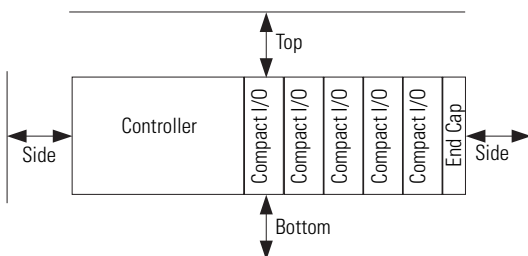 Top
Side
Controller
Compact I/O
Compact I/O
Compact I/O
Compact I/O
Compact I/O
End Cap
Side
Bottom